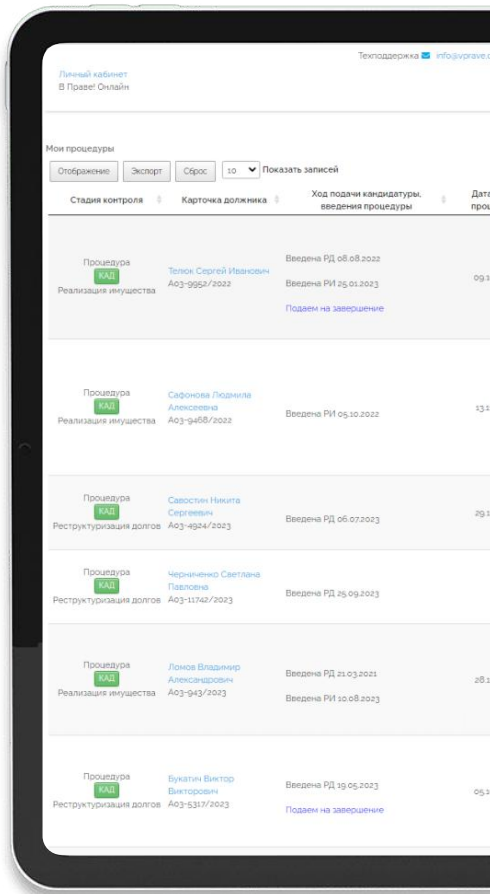 Техподдержка info@vprave.
Личный кабинет
В Праве! Онлайн
Мои процедуры
Отображение Экспорт Сброс 10 Показать записей
Стадия контроля Карточка должника Ход подачи кандидатуры, введения процедуры
Процедура
КАД
Реализация имущества
Телюк Сергей Иванович
А03-9952/2022
Введена РД 08.08.2022
Введена РИ 25.01.2023
Подаем на завершение
Процедура
КАД
Реализация имущества
Сафонова Людмила
Алексеевна
А03-9468/2022
Введена РИ 05.10.2022
Процедура
КАД
Реструктуризация долгов
Савостин Никита
Сергеевич
А03-4924/2023
Введена РД 06.07.2023
Процедура
КАД
Реструктуризация долгов
Черниченко Светлана
Павловна
А03-11742/2023
Введена РД 25.09.2023
Процедура
КАД
Реализация имущества
Ломов Владимир
Александрович
А03-943/2023
Введена РД 21.03.2021
Введена РИ 10.08.2023
Процедура
КАД
Реструктуризация долгов
Букатич Виктор
Викторович
А03-5317/2023
Введена РД 19.05.2023
Подаем на завершение